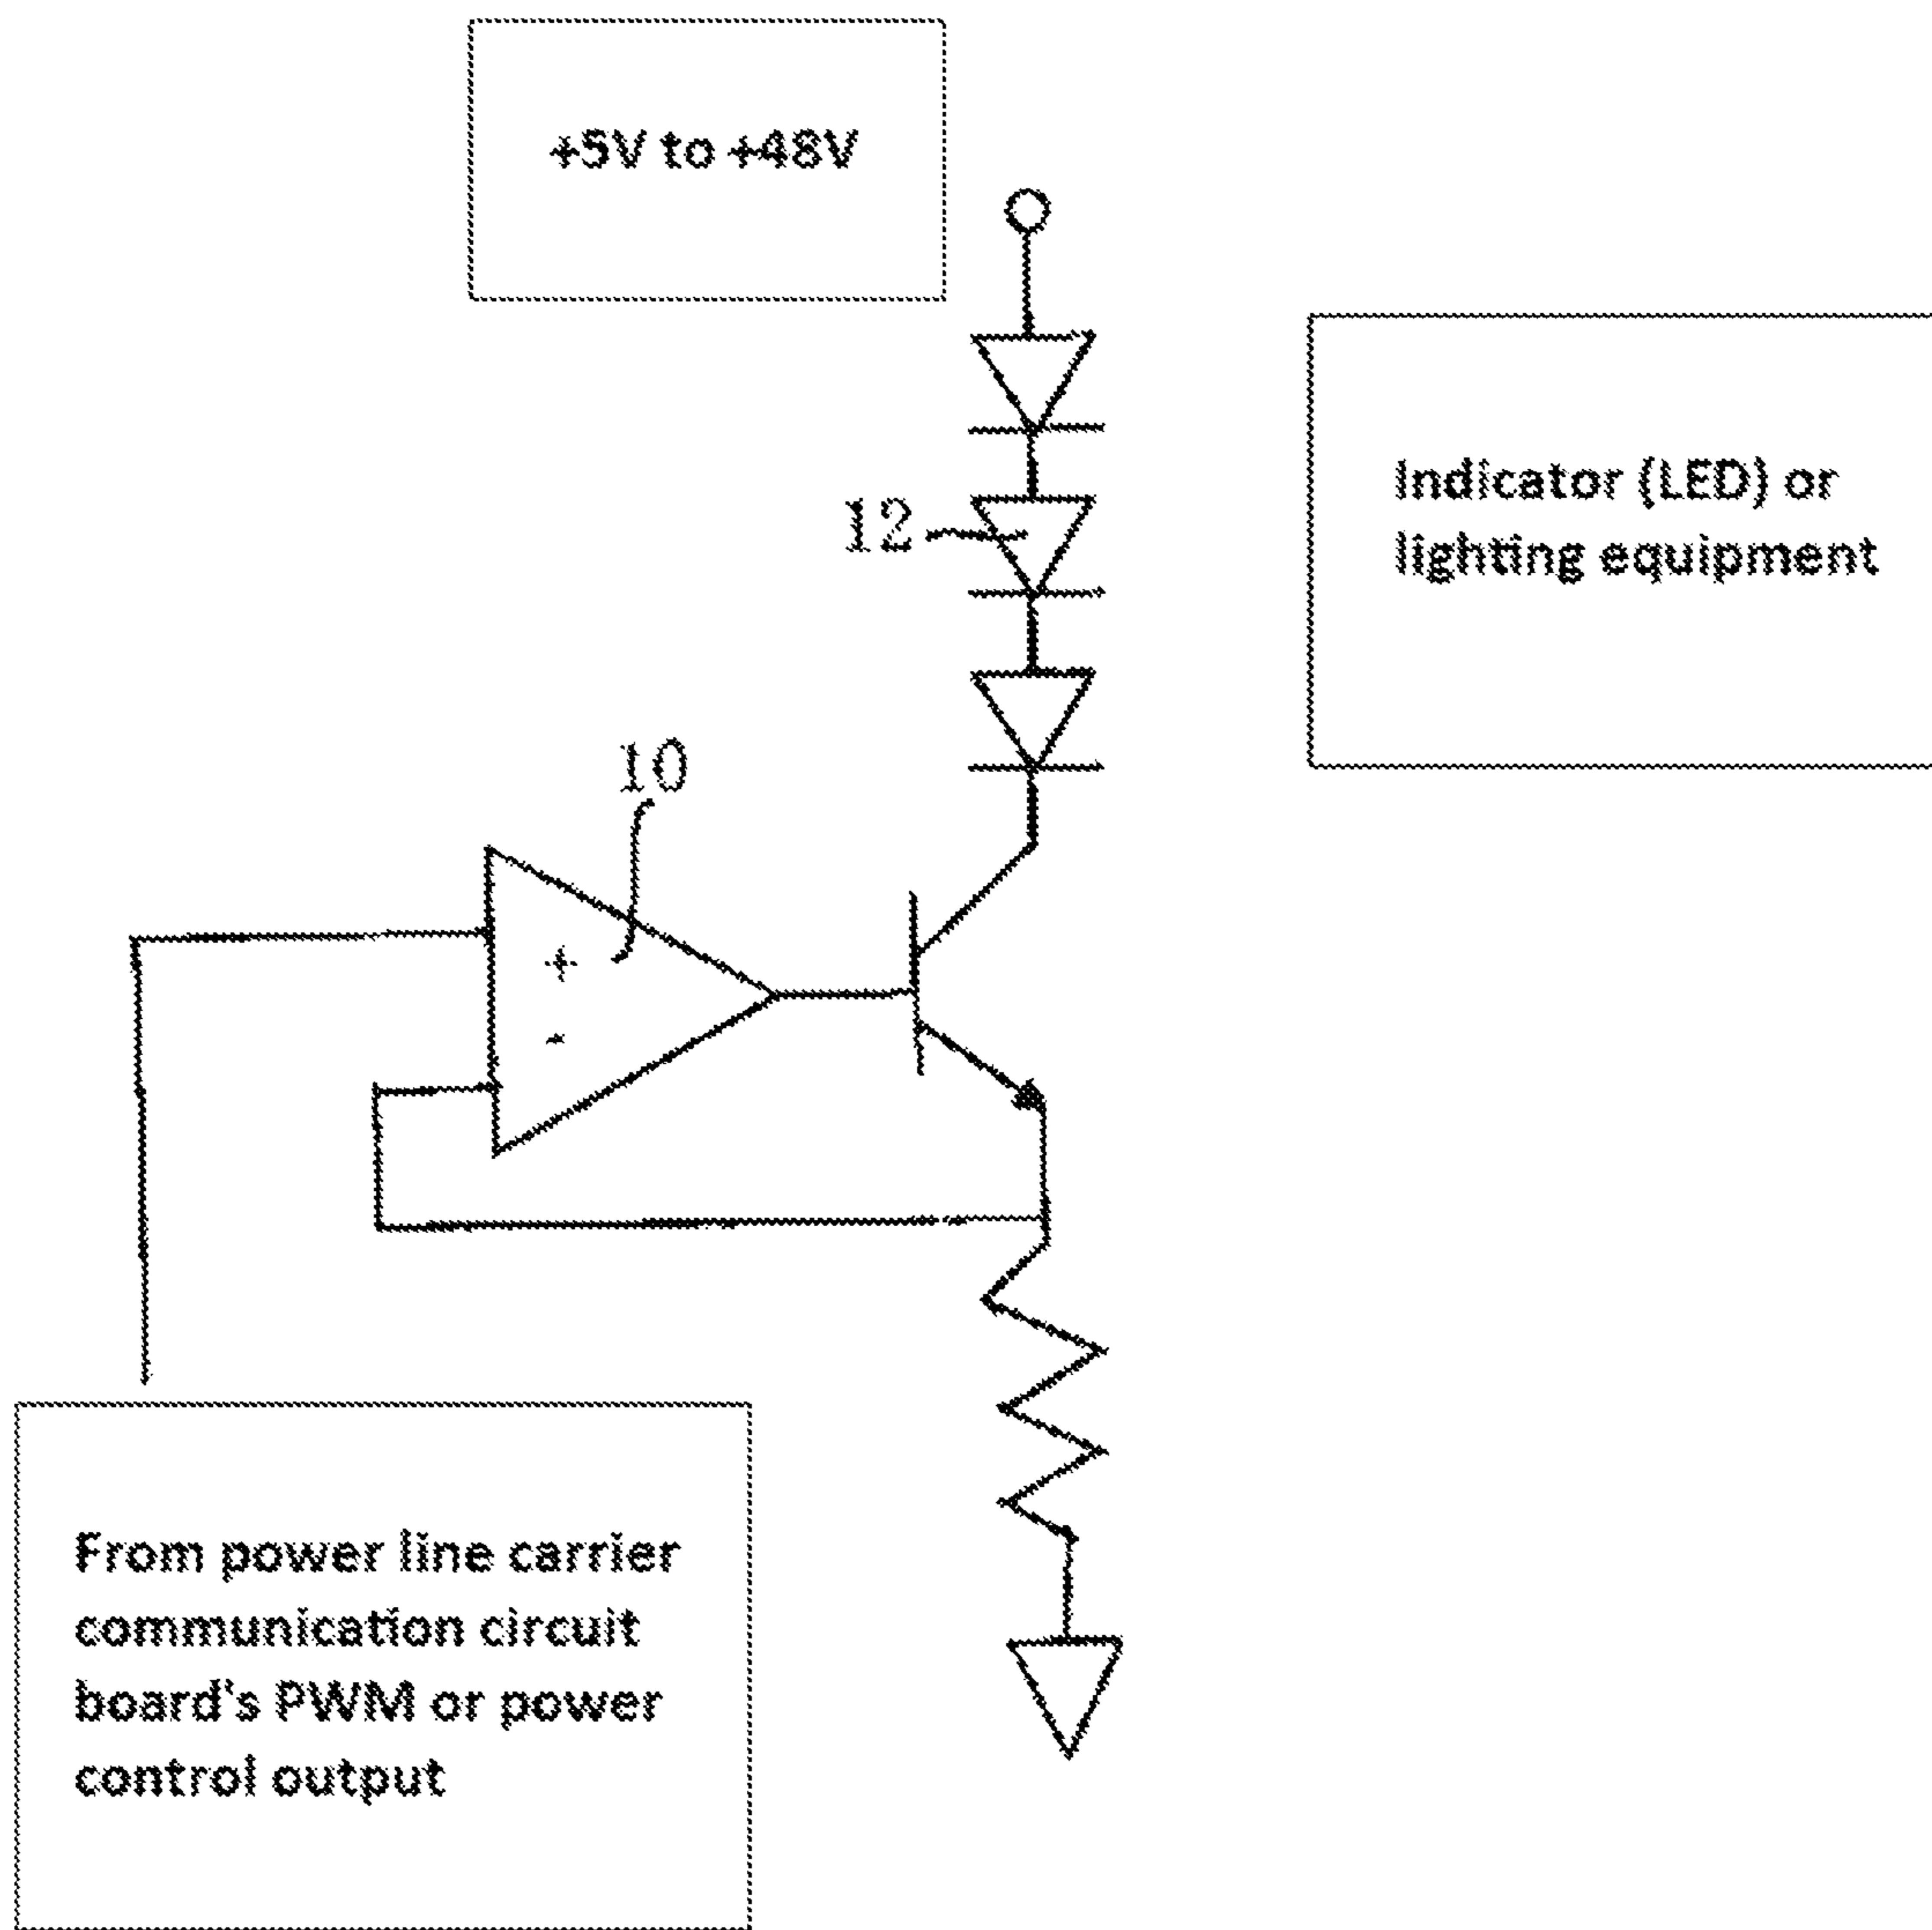 +5V to +48V
Indicator (LED) or
lighting equipment
12
10
+
-
From power line carrier
communication circuit
board's PWM or power
control output